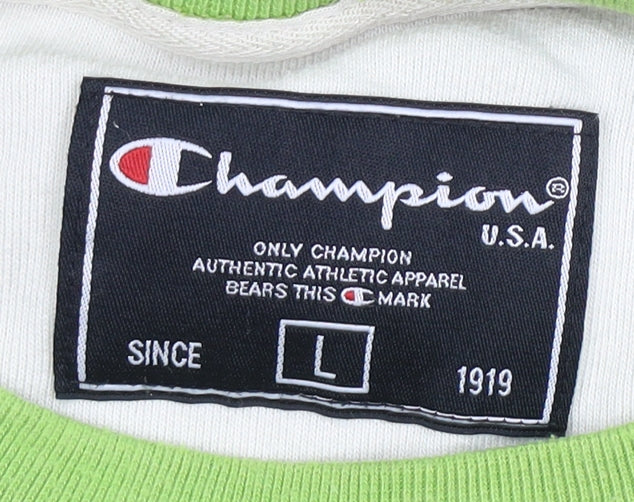 Champion®
U.S.A.
ONLY CHAMPION
AUTHENTIC ATHLETIC APPAREL
BEARS THIS C MARK
L
SINCE 1919